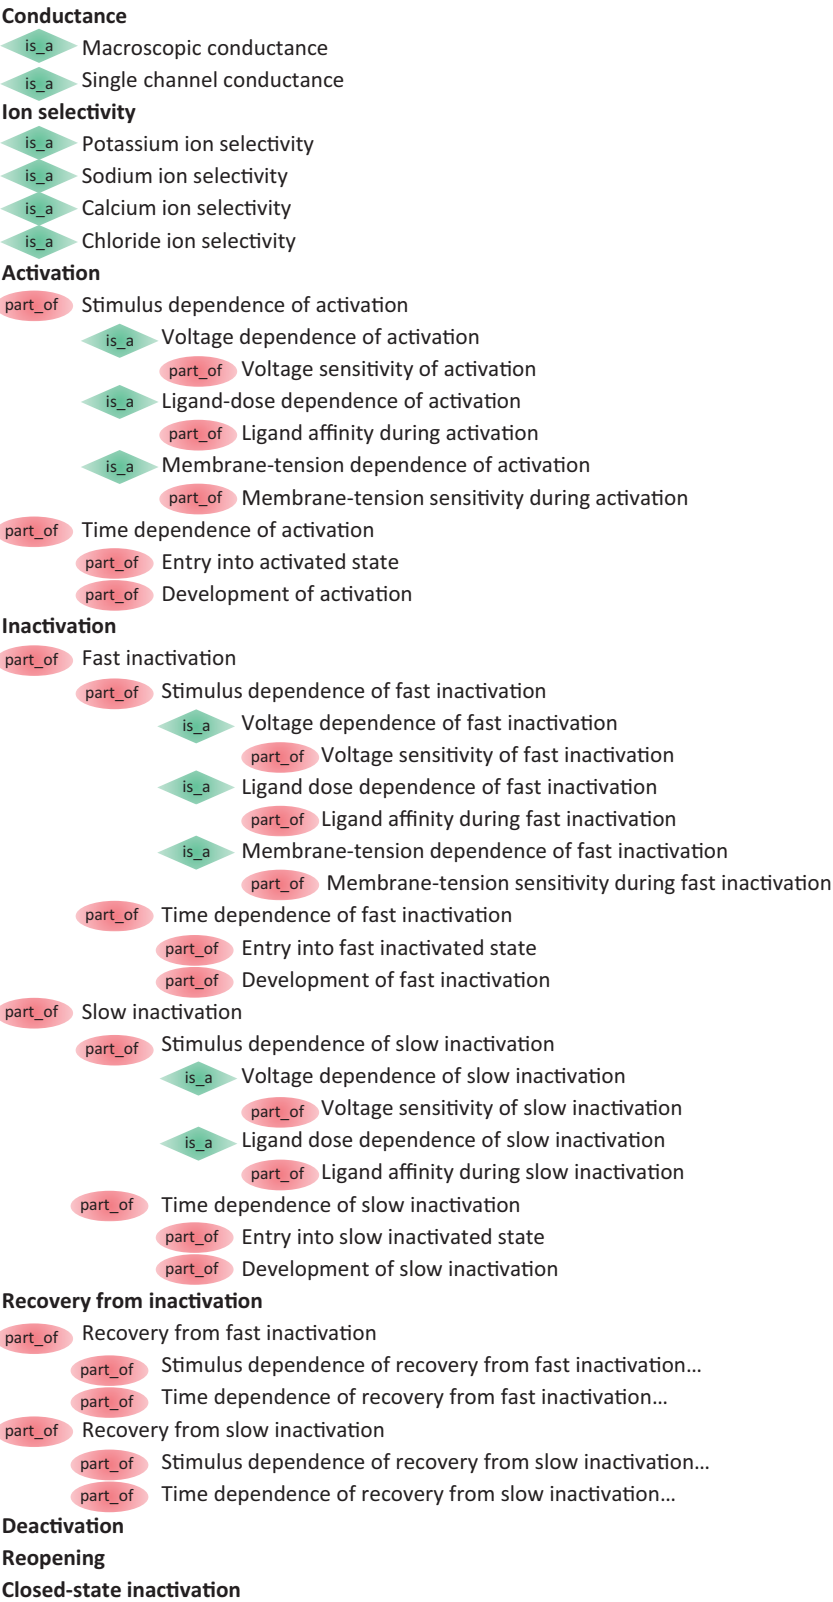 Conductance
is_a Macroscopic conductance
is_a Single channel conductance
Ion selectivity
is_a Potassium ion selectivity
is_a Sodium ion selectivity
is_a Calcium ion selectivity
is_a Chloride ion selectivity
Activation
part_of Stimulus dependence of activation
is_a Voltage dependence of activation
part_of Voltage sensitivity of activation
is_a Ligand-dose dependence of activation
part_of Ligand affinity during activation
is_a Membrane-tension dependence of activation
part_of Membrane-tension sensitivity during activation
part_of Time dependence of activation
part_of Entry into activated state
part_of Development of activation
Inactivation
part_of Fast inactivation
part_of Stimulus dependence of fast inactivation
is_a Voltage dependence of fast inactivation
part_of Voltage sensitivity of fast inactivation
is_a Ligand dose dependence of fast inactivation
part_of Ligand affinity during fast inactivation
is_a Membrane-tension dependence of fast inactivation
part_of Membrane-tension sensitivity during fast inactivation
part_of Time dependence of fast inactivation
part_of Entry into fast inactivated state
part_of Development of fast inactivation
part_of Slow inactivation
part_of Stimulus dependence of slow inactivation
is_a Voltage dependence of slow inactivation
part_of Voltage sensitivity of slow inactivation
is_a Ligand dose dependence of slow inactivation
part_of Ligand affinity during slow inactivation
part_of Time dependence of slow inactivation
part_of Entry into slow inactivated state
part_of Development of slow inactivation
Recovery from inactivation
part_of Recovery from fast inactivation
part_of Stimulus dependence of recovery from fast inactivation...
part_of Time dependence of recovery from fast inactivation...
part_of Recovery from slow inactivation
part_of Stimulus dependence of recovery from slow inactivation...
part_of Time dependence of recovery from slow inactivation...
Deactivation
Reopening
Closed-state inactivation